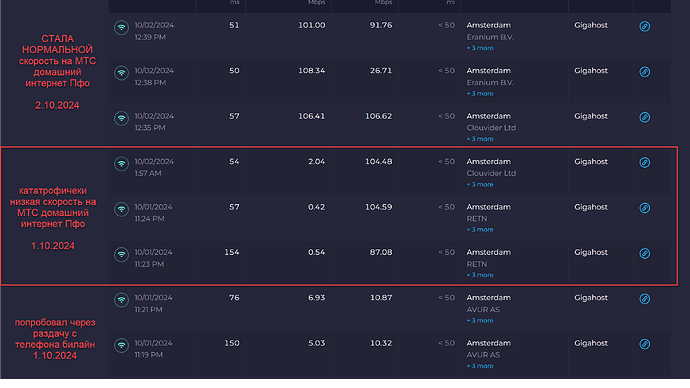 ms Mbps Mbps mi
СТАЛА
НОРМАЛЬНОЙ
скорость на МТС
домашний
интернет Пфо
2.10.2024
10/02/2024 51 101.00 91.76 < 50 Amsterdam Gigahost
12:39 PM Eranium B.V.
+ 3 more
10/02/2024 50 108.34 26.71 < 50 Amsterdam Gigahost
12:38 PM Eranium B.V.
+ 3 more
10/02/2024 57 106.41 106.62 < 50 Amsterdam Gigahost
12:35 PM Clouvider Ltd
+ 3 more
кататрофичеки
низкая скорость на
МТС домашний
интернет Пфо
1.10.2024
10/02/2024 54 2.04 104.48 < 50 Amsterdam Gigahost
1:57 AM Clouvider Ltd
+ 3 more
10/01/2024 57 0.42 104.59 < 50 Amsterdam Gigahost
11:24 PM RETN
+ 3 more
10/01/2024 154 0.54 87.08 < 50 Amsterdam Gigahost
11:23 PM RETN
+ 3 more
попробовал через
раздачу с
телефона билайн
1.10.2024
10/01/2024 76 6.93 10.87 < 50 Amsterdam Gigahost
11:21 PM AVUR AS
+ 3 more
10/01/2024 150 5.03 10.32 < 50 Amsterdam Gigahost
11:19 PM AVUR AS
+ 3 more